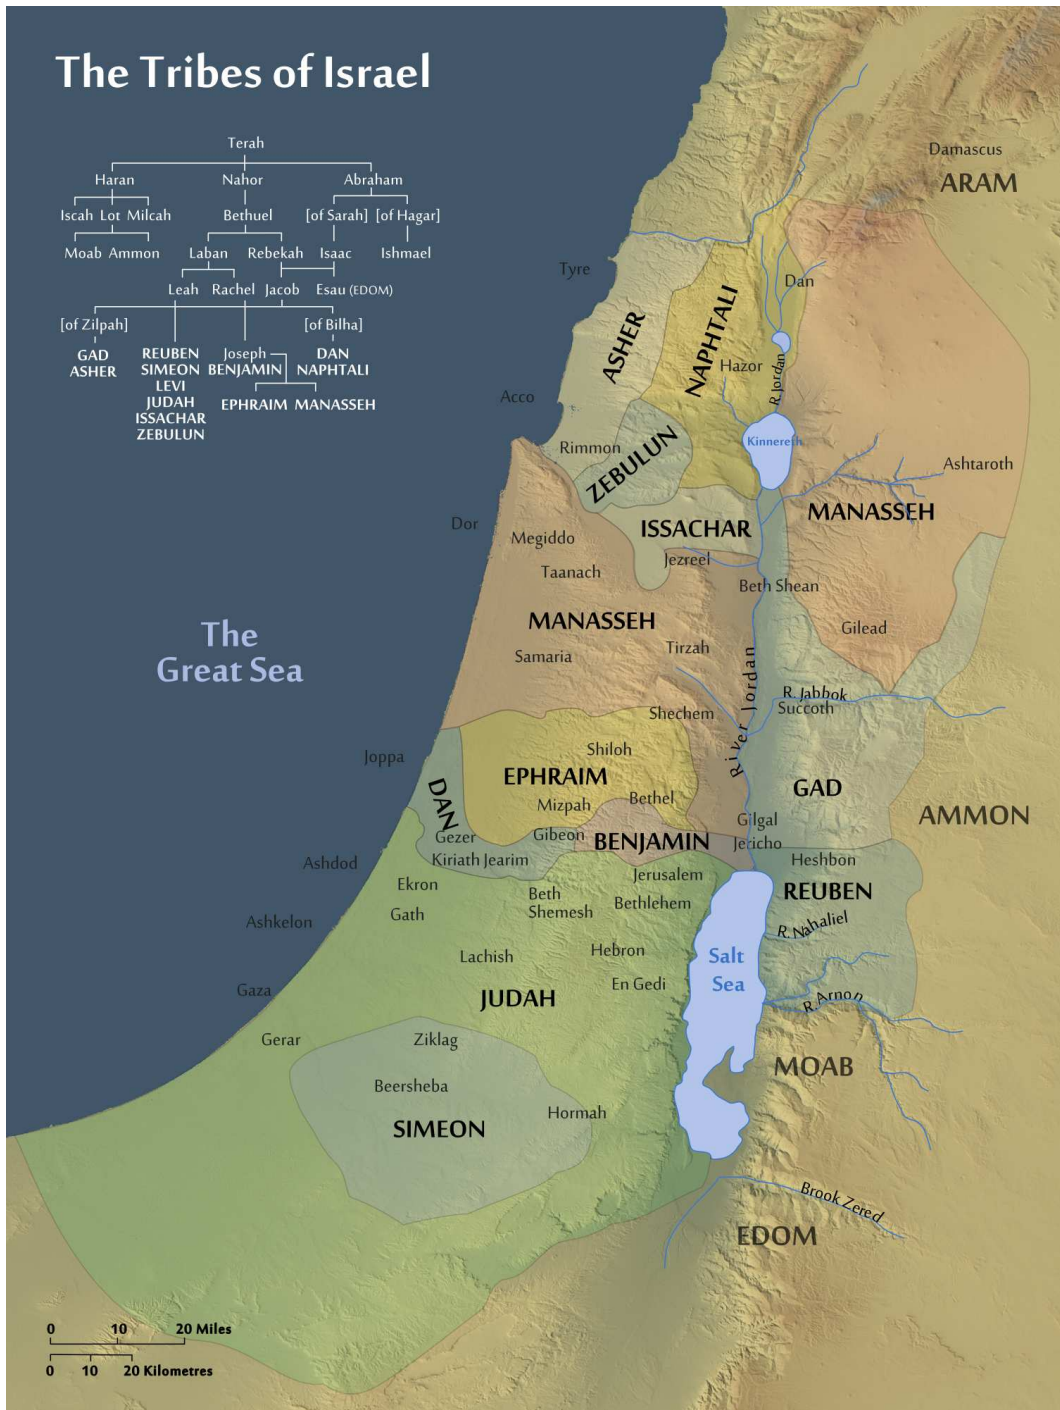 The Tribes of Israel
Terah
Haran Nahor Abraham
Iscah Lot Milcah Bethuel [of Sarah] [of Hagar]
Moab Ammon Laban Rebekah Isaac Ishmael
Leah Rachel Jacob Esau (EDOM)
[of Zilpah] [of Bilha]
GAD
ASHER
REUBEN
SIMEON
LEVI
JUDAH
ISSACHAR
ZEBULUN
Joseph
BENJAMIN
DAN
NAPHTALI
EPHRAIM MANASSEH
Damascus
ARAM
Tyre
Dan
ASHER
NAPHTALI
Hazor
R. Jordan
Acco
Kinnereth
Rimmon
ZEBULUN
Ashtaroth
MANASSEH
Dor
ISSACHAR
Megiddo
Jezreel
Taanach
Beth Shean
MANASSEH
Gilead
Samaria
Tirzah
The
Great Sea
River Jordan
R. Jabbok
Succoth
Shechem
Joppa
Shiloh
EPHRAIM
DAN
Mizpah
Bethel
GAD
AMMON
Gilgal
Gezer
Gibeon
BENJAMIN
Jericho
Kiriath Jearim
Heshbon
Ashdod
Jerusalem
Ekron
REUBEN
Beth
Shemesh
Bethlehem
Gath
Ashkelon
R. Nahaliel
Lachish
Hebron
Salt
Sea
En Gedi
Gaza
JUDAH
R. Arnon
Gerar
Ziklag
MOAB
Beersheba
Hormah
SIMEON
Brook Zered
EDOM
0 10 20 Miles
0 10 20 Kilometres